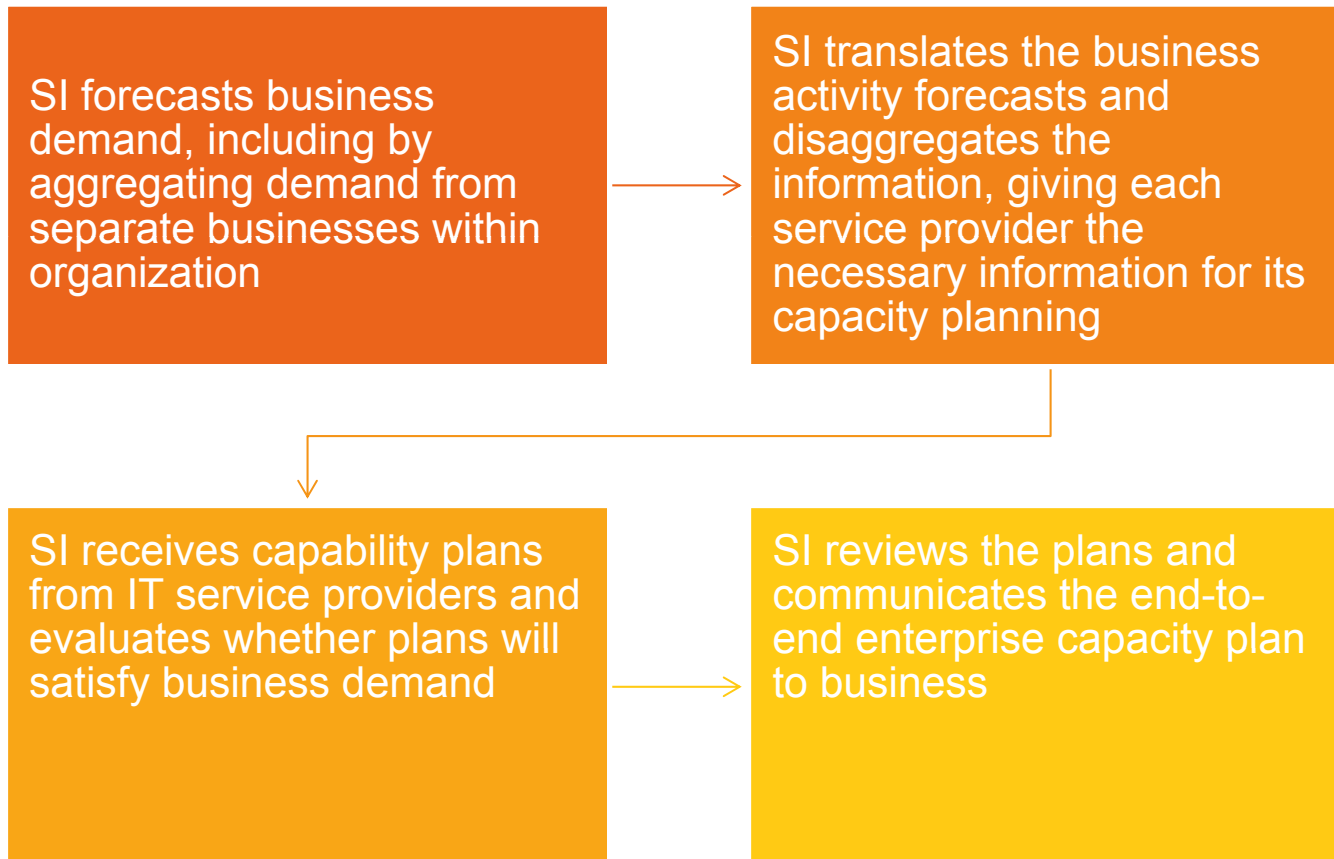 SI forecasts business
demand, including by
aggregating demand from
separate businesses within
organization
SI translates the business
activity forecasts and
disaggregates the
information, giving each
service provider the
necessary information for its
capacity planning
SI receives capability plans
from IT service providers and
evaluates whether plans will
satisfy business demand
SI reviews the plans and
communicates the end-to-
end enterprise capacity plan
to business